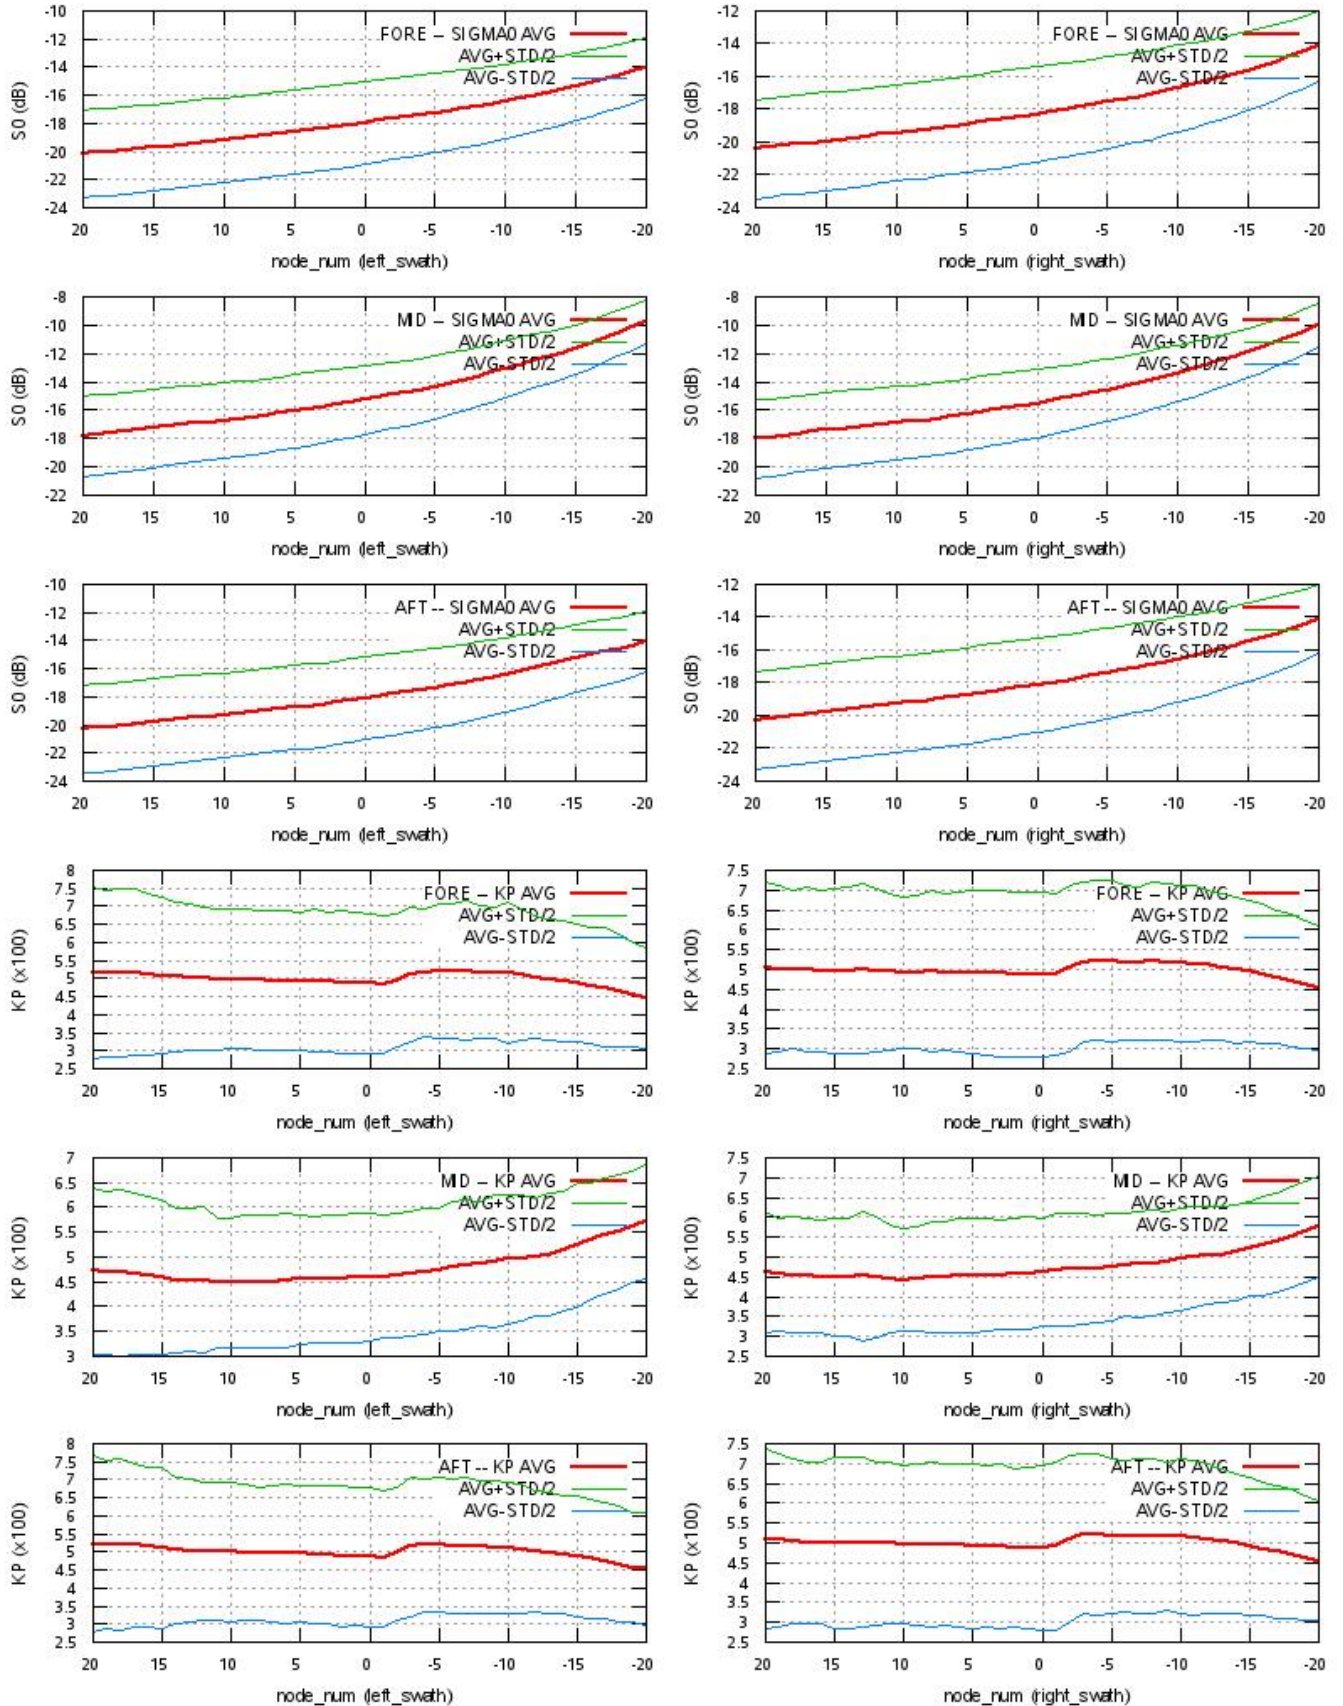 -10
-12
-14
-16
-18
-20
-22
-24
S0 (dB)
FORE -- SIGMA0 AVG
AVG+STD/2
AVG-STD/2
20 15 10 5 0 -5 -10 -15 -20
node_num (left_swath)
-12
-14
-16
-18
-20
-22
-24
S0 (dB)
FORE -- SIGMA0 AVG
AVG+STD/2
AVG-STD/2
20 15 10 5 0 -5 -10 -15 -20
node_num (right_swath)
-8
-10
-12
-14
-16
-18
-20
-22
S0 (dB)
MID -- SIGMA0 AVG
AVG+STD/2
AVG-STD/2
20 15 10 5 0 -5 -10 -15 -20
node_num (left_swath)
-8
-10
-12
-14
-16
-18
-20
-22
S0 (dB)
MID -- SIGMA0 AVG
AVG+STD/2
AVG-STD/2
20 15 10 5 0 -5 -10 -15 -20
node_num (right_swath)
-10
-12
-14
-16
-18
-20
-22
-24
S0 (dB)
AFT -- SIGMA0 AVG
AVG+STD/2
AVG-STD/2
20 15 10 5 0 -5 -10 -15 -20
node_num (left_swath)
-12
-14
-16
-18
-20
-22
-24
S0 (dB)
AFT -- SIGMA0 AVG
AVG+STD/2
AVG-STD/2
20 15 10 5 0 -5 -10 -15 -20
node_num (right_swath)
8
7.5
7
6.5
6
5.5
5
4.5
4
3.5
3
2.5
KP (x100)
FORE -- KP AVG
AVG+STD/2
AVG-STD/2
20 15 10 5 0 -5 -10 -15 -20
node_num (left_swath)
7.5
7
6.5
6
5.5
5
4.5
4
3.5
3
2.5
KP (x100)
FORE -- KP AVG
AVG+STD/2
AVG-STD/2
20 15 10 5 0 -5 -10 -15 -20
node_num (right_swath)
7
6.5
6
5.5
5
4.5
4
3.5
3
KP (x100)
MID -- KP AVG
AVG+STD/2
AVG-STD/2
20 15 10 5 0 -5 -10 -15 -20
node_num (left_swath)
7.5
7
6.5
6
5.5
5
4.5
4
3.5
3
2.5
KP (x100)
MID -- KP AVG
AVG+STD/2
AVG-STD/2
20 15 10 5 0 -5 -10 -15 -20
node_num (right_swath)
8
7.5
7
6.5
6
5.5
5
4.5
4
3.5
3
2.5
KP (x100)
AFT -- KP AVG
AVG+STD/2
AVG-STD/2
20 15 10 5 0 -5 -10 -15 -20
node_num (left_swath)
7.5
7
6.5
6
5.5
5
4.5
4
3.5
3
2.5
KP (x100)
AFT -- KP AVG
AVG+STD/2
AVG-STD/2
20 15 10 5 0 -5 -10 -15 -20
node_num (right_swath)